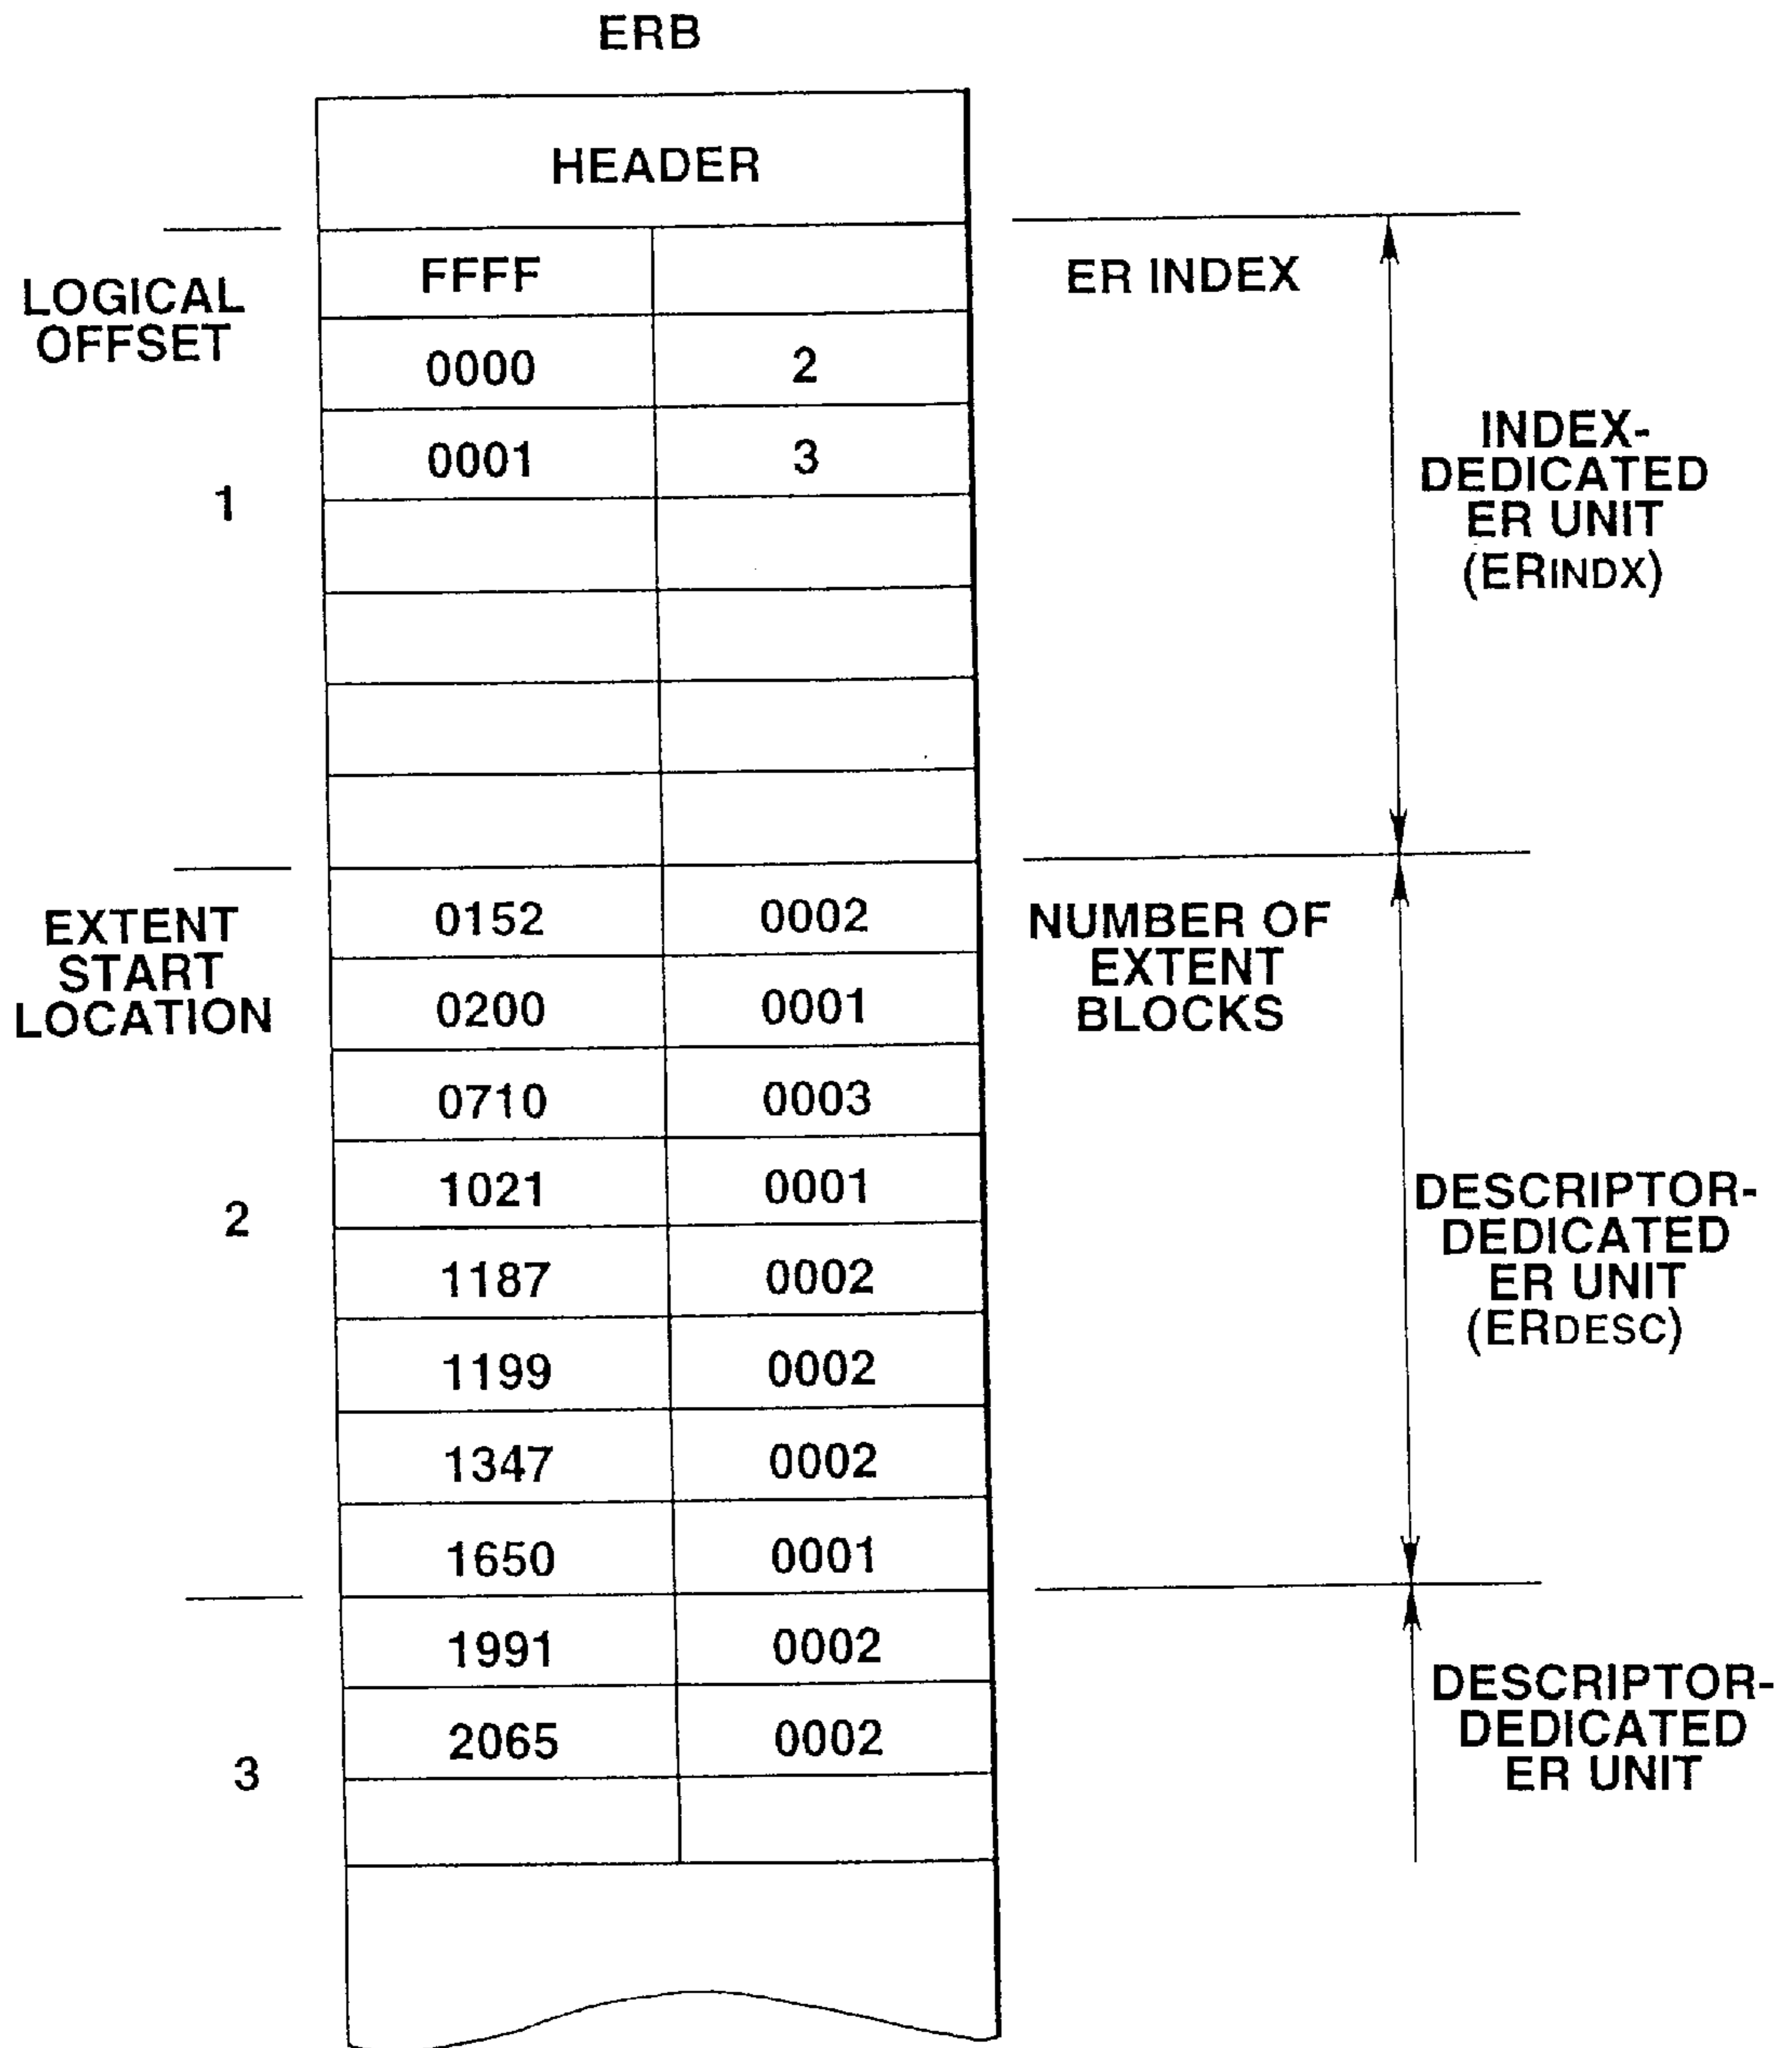 ERB
HEADER
LOGICAL
OFFSET
FFFF
ER INDEX
0000 2
0001 3
1
INDEX-
DEDICATED
ER UNIT
(ERINDX)
EXTENT
START
LOCATION
0152 0002
NUMBER OF
EXTENT
BLOCKS
0200 0001
0710 0003
1021 0001
2
1187 0002
1199 0002
1347 0002
1650 0001
DESCRIPTOR-
DEDICATED
ER UNIT
(ERDESC)
1991 0002
2065 0002
3
DESCRIPTOR-
DEDICATED
ER UNIT